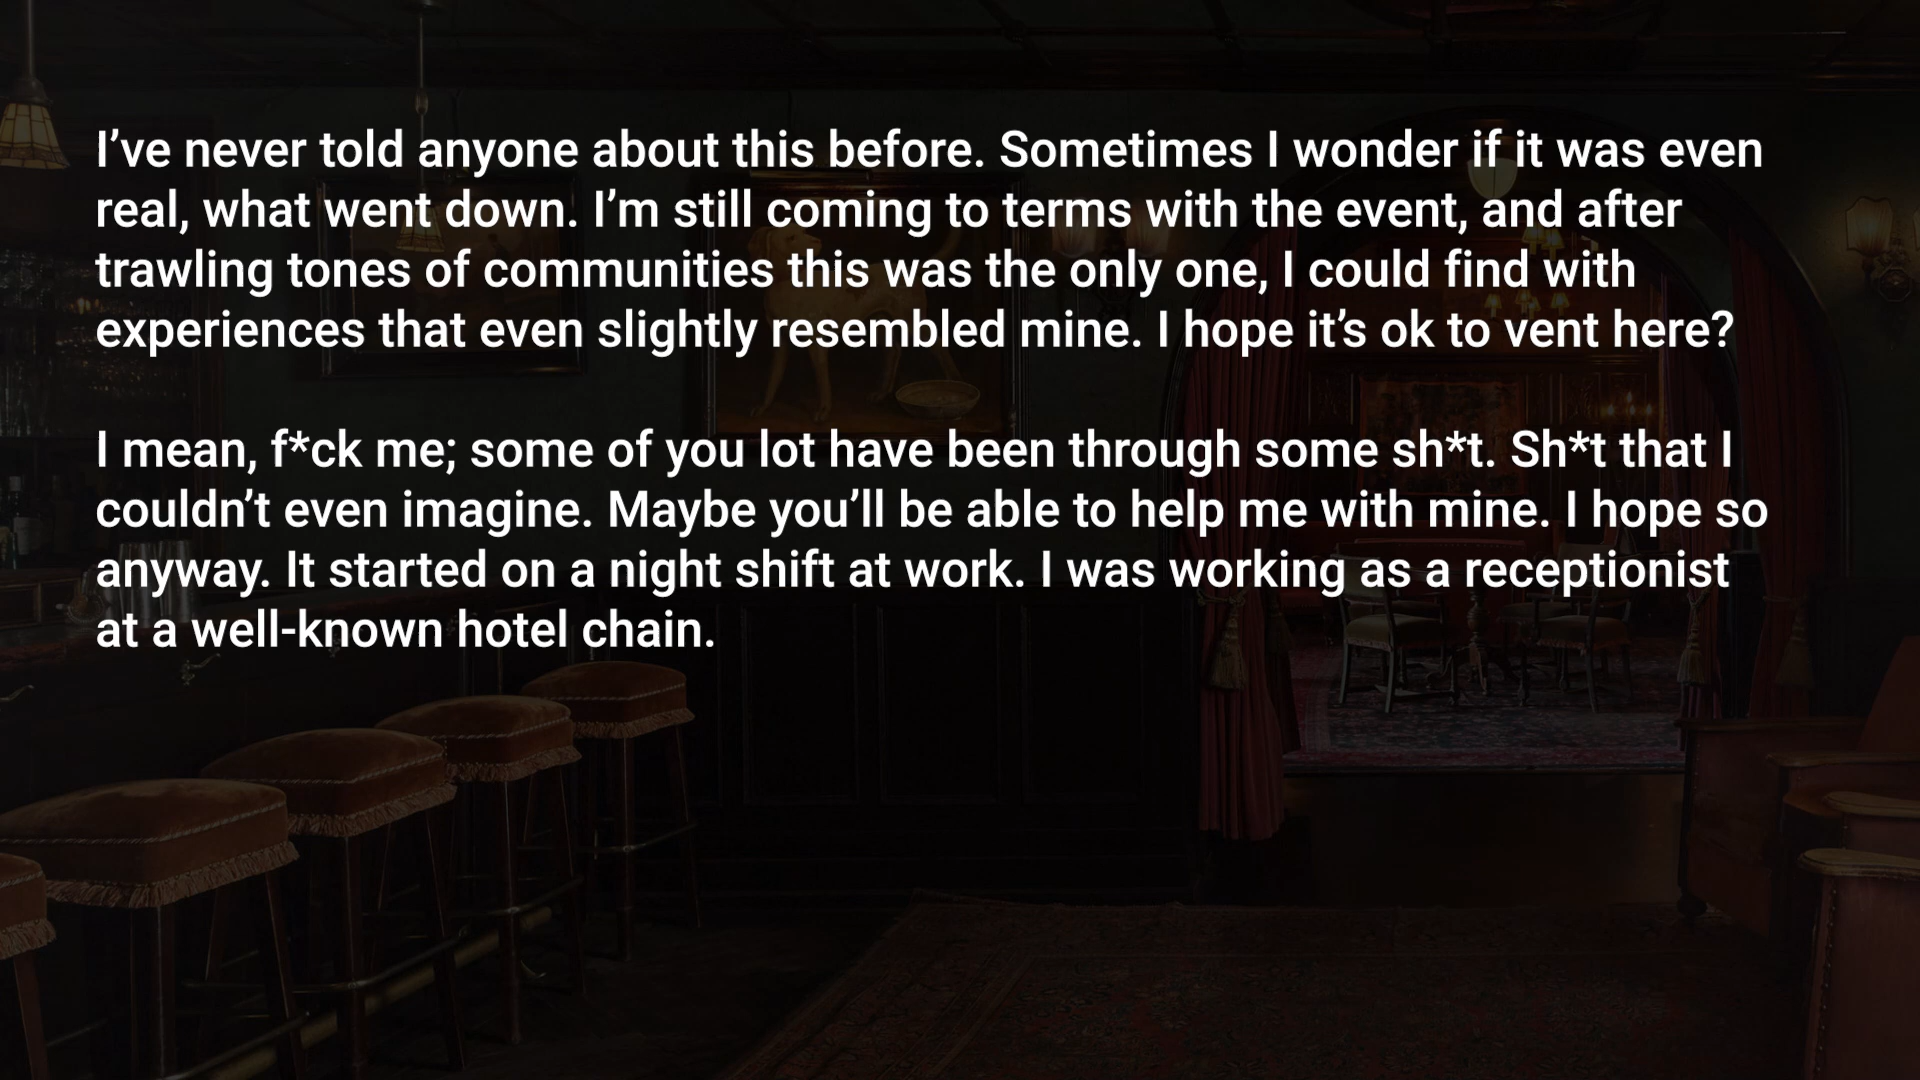 I’ve never told anyone about this before. Sometimes I wonder if it was even
real, what went down. I’m still coming to terms with the event, and after
trawling tones of communities this was the only one, I could find with
experiences that even slightly resembled mine. I hope it’s ok to vent here?
I mean, f*ck me; some of you lot have been through some sh*t. Sh*t that I
couldn’t even imagine. Maybe you’ll be able to help me with mine. I hope so
anyway. It started on a night shift at work. I was working as a receptionist
at a well-known hotel chain.